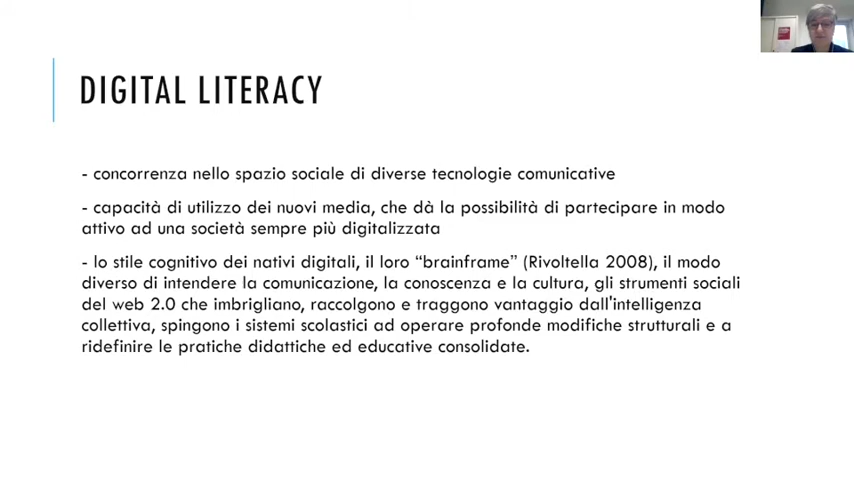 DIGITAL LITERACY
- concorrenza nello spazio sociale di diverse tecnologie comunicative
- capacità di utilizzo dei nuovi media, che dà la possibilità di partecipare in modo
attivo ad una società sempre più digitalizzata
- lo stile cognitivo dei nativi digitali, il loro “brainframe” (Rivoltella 2008), il modo
diverso di intendere la comunicazione, la conoscenza e la cultura, gli strumenti sociali
del web 2.0 che imbrigliano, raccolgono e traggono vantaggio dall'intelligenza
collettiva, spingono i sistemi scolastici ad operare profonde modifiche strutturali e a
ridefinire le pratiche didattiche ed educative consolidate.